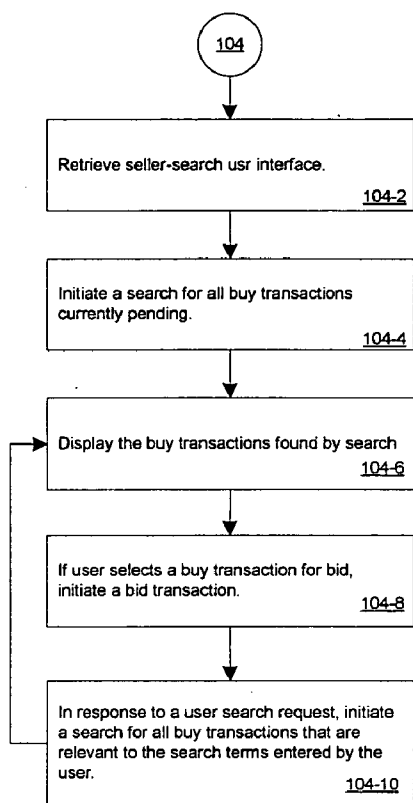 104
Retrieve seller-search usr interface.
104-2
Initiate a search for all buy transactions
currently pending.
104-4
Display the buy transactions found by search
104-6
If user selects a buy transaction for bid,
initiate a bid transaction.
104-8
In response to a user search request, initiate
a search for all buy transactions that are
relevant to the search terms entered by the
user.
104-10